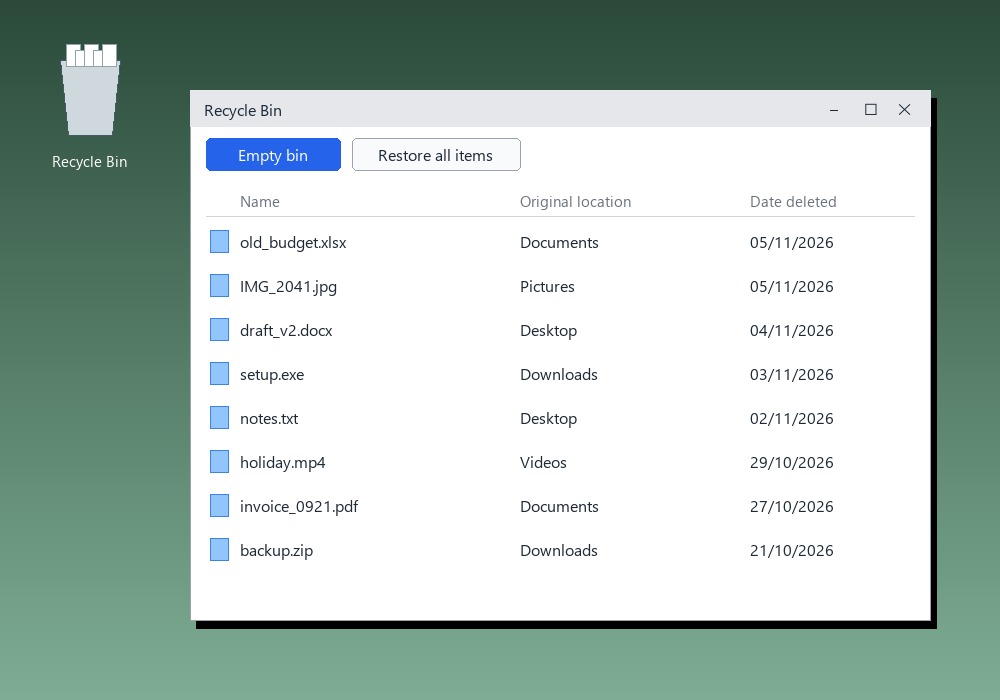 Recycle Bin
Recycle Bin
Empty bin Restore all items
Name Original location Date deleted
old_budget.xlsx Documents 05/11/2026
IMG_2041.jpg Pictures 05/11/2026
draft_v2.docx Desktop 04/11/2026
setup.exe Downloads 03/11/2026
notes.txt Desktop 02/11/2026
holiday.mp4 Videos 29/10/2026
invoice_0921.pdf Documents 27/10/2026
backup.zip Downloads 21/10/2026